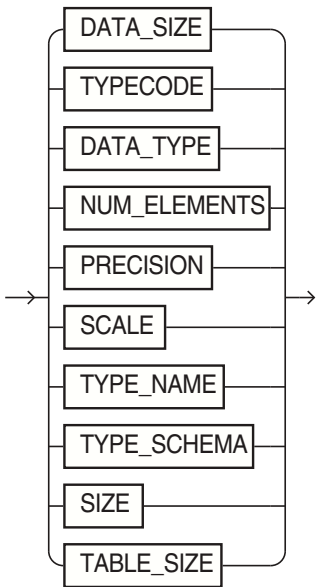 DATA_SIZE
TYPECODE
DATA_TYPE
NUM_ELEMENTS
PRECISION
SCALE
TYPE_NAME
TYPE_SCHEMA
SIZE
TABLE_SIZE